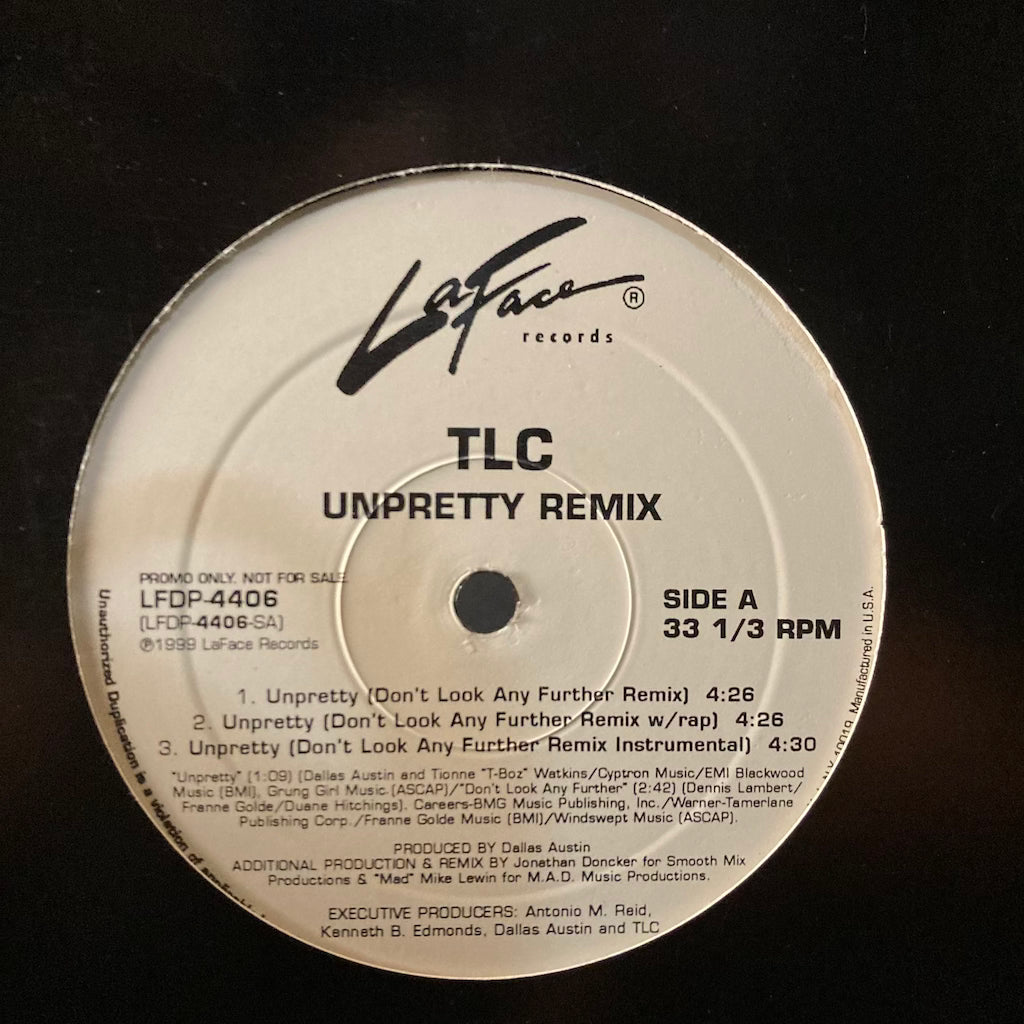 LaFace ®
records
TLC
UNPRETTY REMIX
PROMO ONLY. NOT FOR SALE.
LFDP-4406
(LFDP-4406-SA)
℗1999 LaFace Records
SIDE A
33 1/3 RPM
1. Unpretty (Don't Look Any Further Remix) 4:26
2. Unpretty (Don't Look Any Further Remix w/rap) 4:26
3. Unpretty (Don't Look Any Further Remix Instrumental) 4:30
"Unpretty" (1:09) (Dallas Austin and Tionne "T-Boz" Watkins/Cyptron Music/EMI Blackwood
Music (BMI), Grung Girl Music (ASCAP)/"Don't Look Any Further" (2:42) (Dennis Lambert/
Franne Golde/Duane Hitchings). Careers-BMG Music Publishing, Inc./Warner-Tamerlane
Publishing Corp./Franne Golde Music (BMI)/Windswept Music (ASCAP).
PRODUCED BY Dallas Austin
ADDITIONAL PRODUCTION & REMIX BY Jonathan Doncker for Smooth Mix
Productions & "Mad" Mike Lewin for M.A.D. Music Productions.
EXECUTIVE PRODUCERS: Antonio M. Reid,
Kenneth B. Edmonds, Dallas Austin and TLC
Unauthorized Duplication is a violation of
Manufactured in U.S.A.